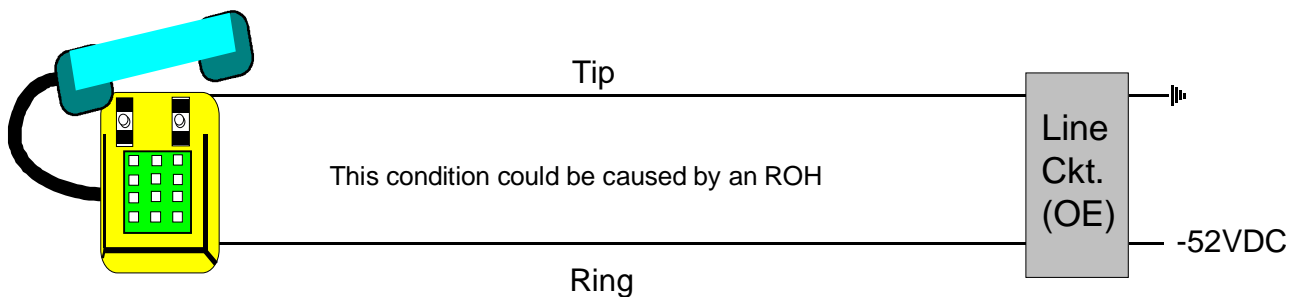 Tip
This condition could be caused by an ROH
Line
Ckt.
(OE)
-52VDC
Ring